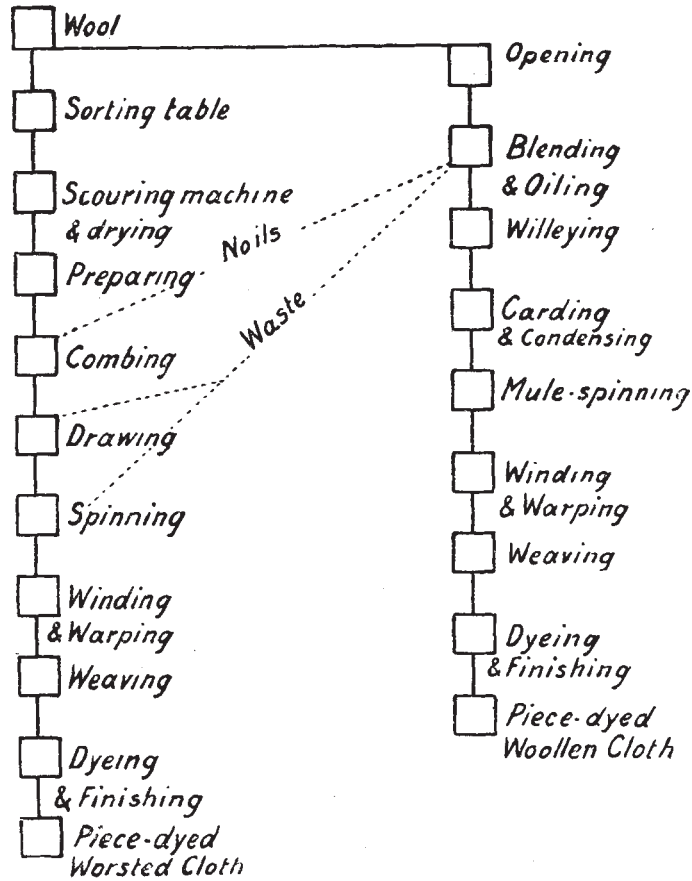 Wool
Sorting table
Scouring machine
& drying
Preparing
Combing
Drawing
Spinning
Winding
& Warping
Weaving
Dyeing
& Finishing
Piece-dyed
Worsted Cloth
Noils
Waste
Opening
Blending
& Oiling
Willeying
Carding
& Condensing
Mule-spinning
Winding
& Warping
Weaving
Dyeing
& Finishing
Piece-dyed
Woollen Cloth